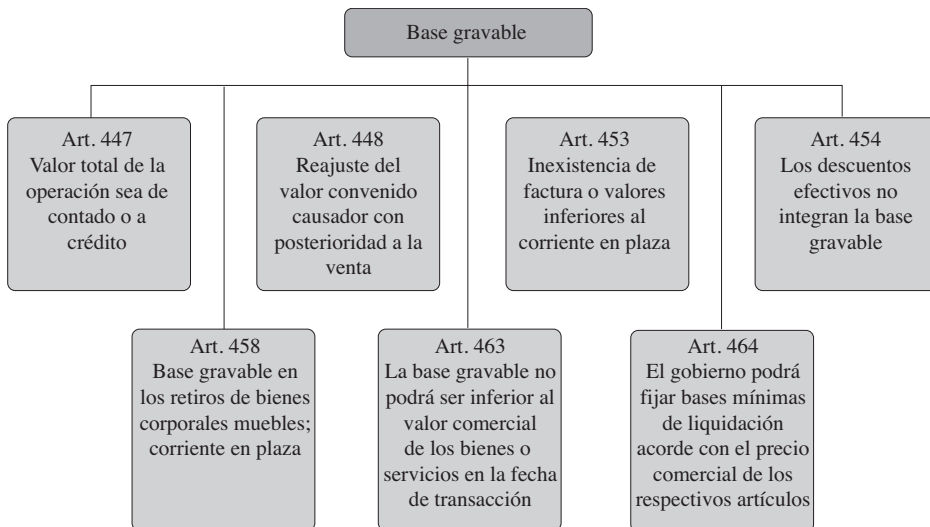 Base gravable
Art. 447
Valor total de la
operación sea de
contado o a
crédito
Art. 448
Reajuste del
valor convenido
causador con
posterioridad a la
venta
Art. 453
Inexistencia de
factura o valores
inferiores al
corriente en plaza
Art. 454
Los descuentos
efectivos no
integran la base
gravable
Art. 458
Base gravable en
los retiros de bienes
corporales muebles;
corriente en plaza
Art. 463
La base gravable no
podrá ser inferior al
valor comercial
de los bienes o
servicios en la fecha
de transacción
Art. 464
El gobierno podrá
fijar bases mínimas
de liquidación
acorde con el precio
comercial de los
respectivos artículos